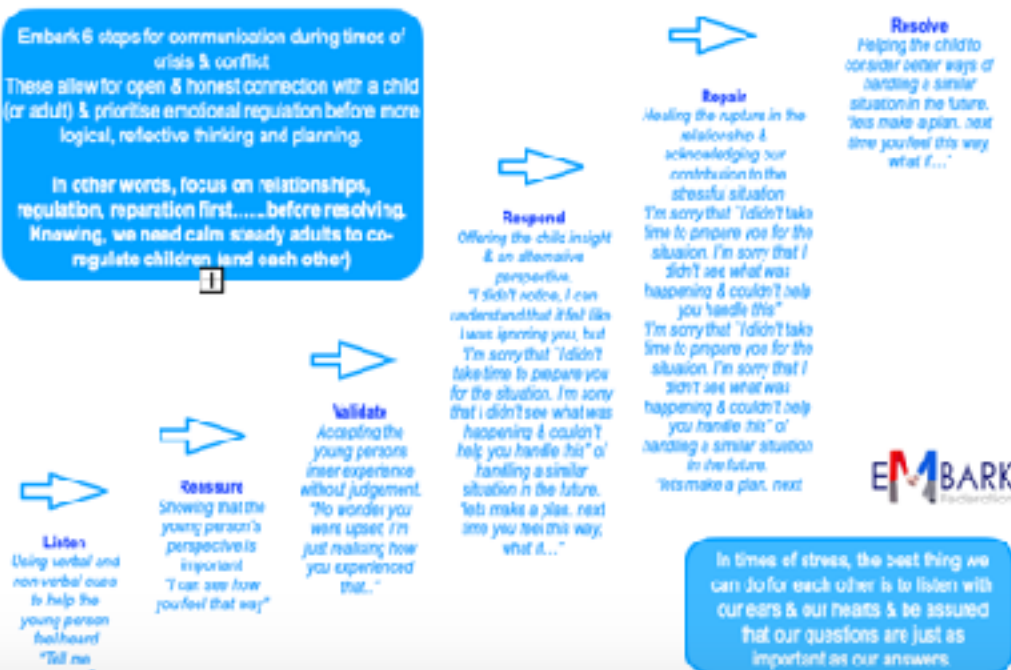 Embark 6 steps for communication during times of
crisis & conflict
These allow for open & honest connection with a child
(or adult) & prioritise emotional regulation before more
logical, reflective thinking and planning.
In other words, focus on relationships,
regulation, reparation first......before resolving.
Knowing, we need calm steady adults to co-
regulate children (and each other)
Listen
Using verbal and
non-verbal cues
to help the
young person
feel heard
"Tell me
Reassure
Showing that the
young person's
perspective is
important
"I can see how
you feel that way"
Validate
Accepting the
young persons
inner experience
without judgement.
"No wonder you
were upset, I'm
just realising how
you experienced
that.."
Respond
Offering the child insight
& an alternative
perspective.
"I didn't notice, I can
understand that it felt like
I was ignoring you, but
I'm sorry that "I didn't
take time to prepare you
for the situation. I'm sorry
that i didn't see what was
happening & couldn't
help you handle this" o'
handling a similar
situation in the future.
"lets make a plan. next
time you feel this way,
what if..."
Repair
Healing the rupture in the
relationship &
acknowledging our
contribution to the
stressful situation
I'm sorry that "I didn't take
time to prepare you for the
situaion. I'm sorry that I
didn't see what was
happening & couldn't help
you handle this"
I'm sorry that "I didn't take
time to prepare you for the
situaion. I'm sorry that I
didn't see what was
happening & couldn't help
you handle this" o'
handling a similar situation
in the future.
"lets make a plan. next
Resolve
Helping the child to
consider better ways of
handling a similar
situation in the future.
"lets make a plan. next
time you feel this way,
what if..."
EMBARK
Federation
In times of stress, the best thing we
can do for each other is to listen with
our ears & our hearts & be assured
that our questions are just as
important as our answers